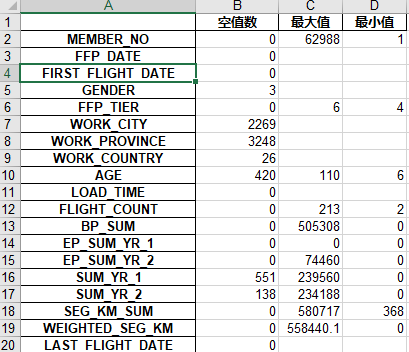 A B C D
1 空值数 最大值 最小值
2 MEMBER_NO 0 62988 1
3 FFP_DATE 0
4 FIRST_FLIGHT_DATE 0
5 GENDER 3
6 FFP_TIER 0 6 4
7 WORK_CITY 2269
8 WORK_PROVINCE 3248
9 WORK_COUNTRY 26
10 AGE 420 110 6
11 LOAD_TIME 0
12 FLIGHT_COUNT 0 213 2
13 BP_SUM 0 505308 0
14 EP_SUM_YR_1 0 0 0
15 EP_SUM_YR_2 0 74460 0
16 SUM_YR_1 551 239560 0
17 SUM_YR_2 138 234188 0
18 SEG_KM_SUM 0 580717 368
19 WEIGHTED_SEG_KM 0 558440.1 0
20 LAST_FLIGHT_DATE 0